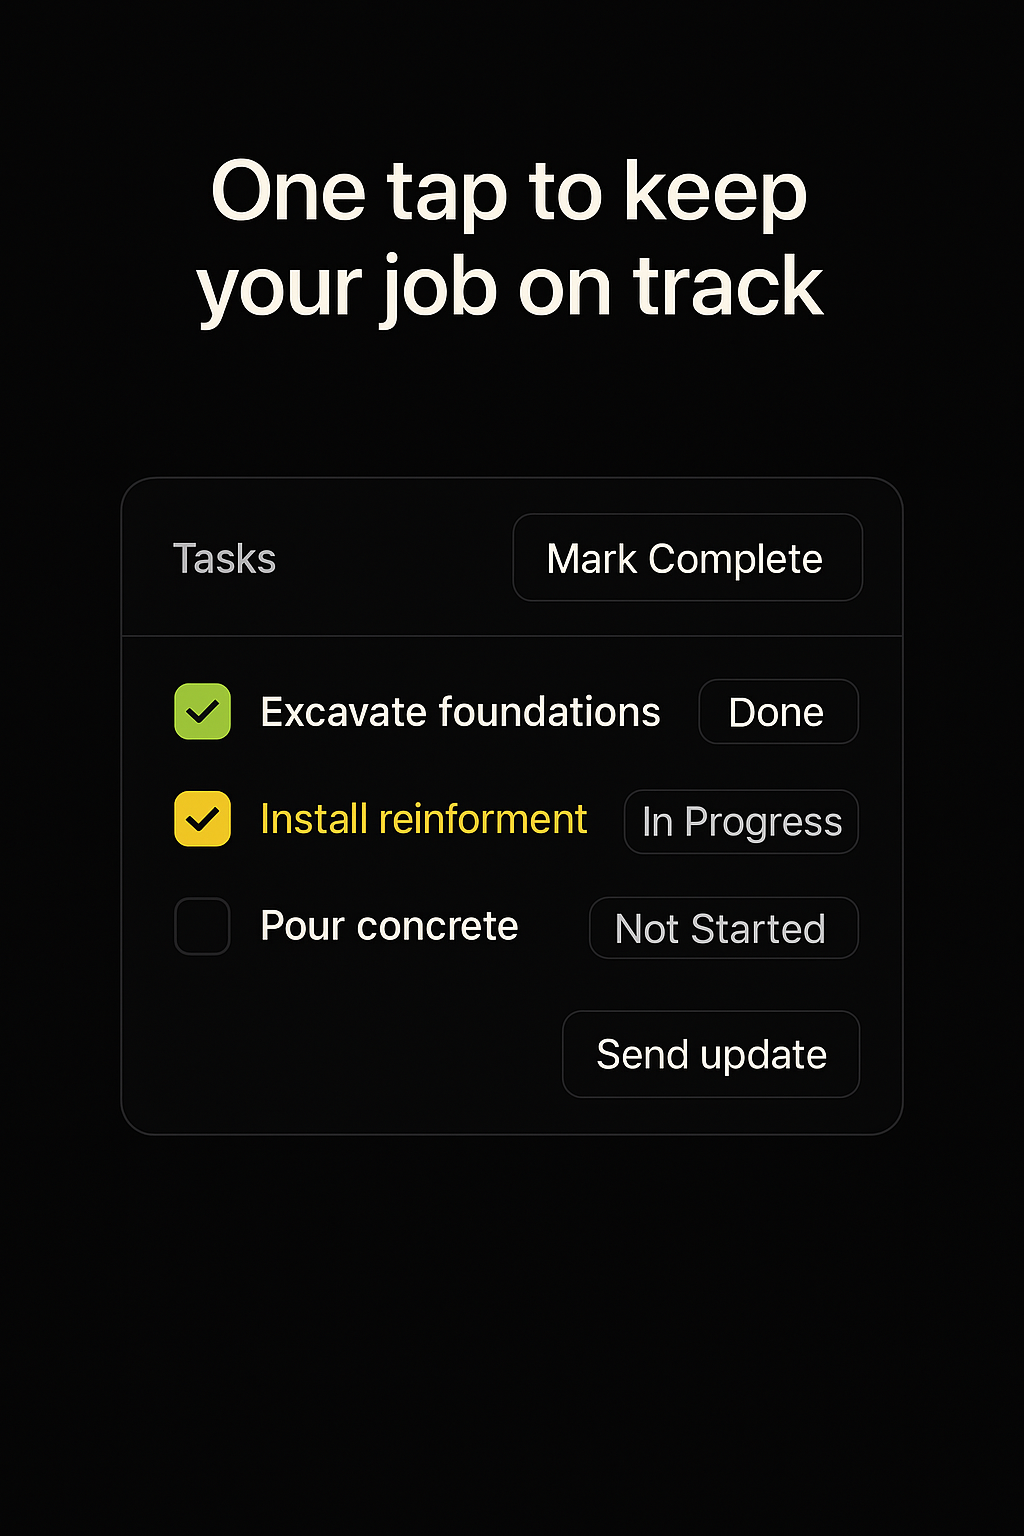 One tap to keep
your job on track
Tasks
Mark Complete
Excavate foundations
Done
Install reinforment
In Progress
Pour concrete
Not Started
Send update